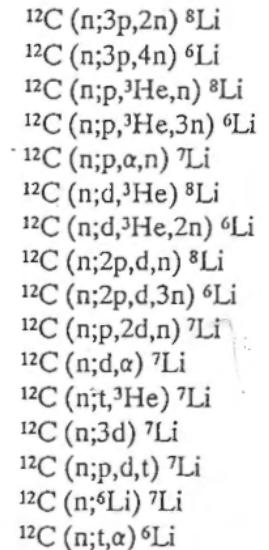 ¹²C (n;3p,2n) ⁸Li
¹²C (n;3p,4n) ⁶Li
¹²C (n;p,³He,n) ⁸Li
¹²C (n;p,³He,3n) ⁶Li
¹²C (n;p,α,n) ⁷Li
¹²C (n;d,³He) ⁸Li
¹²C (n;d,³He,2n) ⁶Li
¹²C (n;2p,d,n) ⁸Li
¹²C (n;2p,d,3n) ⁶Li
¹²C (n;p,2d,n) ⁷Li
¹²C (n;d,α) ⁷Li
¹²C (n;t,³He) ⁷Li
¹²C (n;3d) ⁷Li
¹²C (n;p,d,t) ⁷Li
¹²C (n;⁶Li) ⁷Li
¹²C (n;t,α) ⁶Li